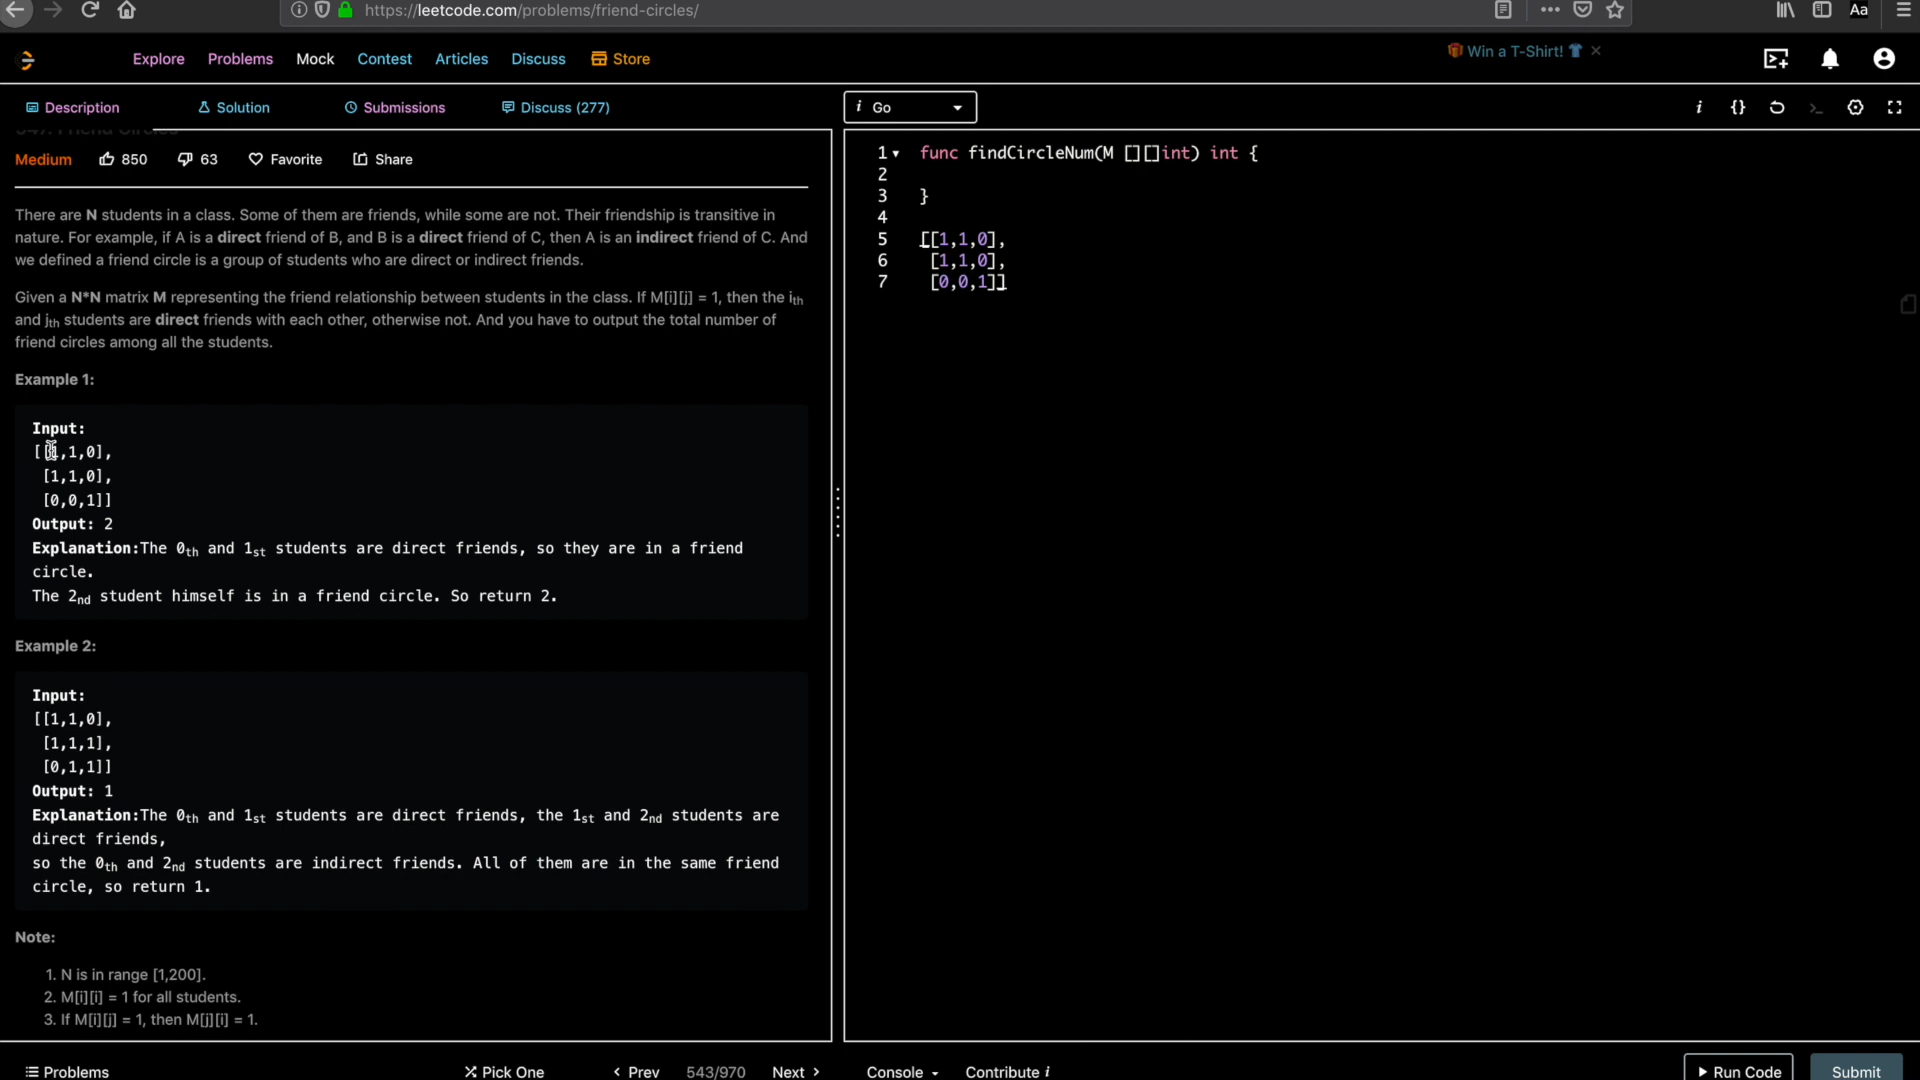 https://leetcode.com/problems/friend-circles/
Aa
Explore Problems Mock Contest Articles Discuss Store
Win a T-Shirt!
Description Solution Submissions Discuss (277)
i Go
i {}
547. Friend Circles
Medium 850 63 Favorite Share
There are N students in a class. Some of them are friends, while some are not. Their friendship is transitive in
nature. For example, if A is a direct friend of B, and B is a direct friend of C, then A is an indirect friend of C. And
we defined a friend circle is a group of students who are direct or indirect friends.
Given a N*N matrix M representing the friend relationship between students in the class. If M[i][j] = 1, then the ith
and jth students are direct friends with each other, otherwise not. And you have to output the total number of
friend circles among all the students.
Example 1:
Input:
[[1,1,0],
[1,1,0],
[0,0,1]]
Output: 2
Explanation:The 0th and 1st students are direct friends, so they are in a friend
circle.
The 2nd student himself is in a friend circle. So return 2.
Example 2:
Input:
[[1,1,0],
[1,1,1],
[0,1,1]]
Output: 1
Explanation:The 0th and 1st students are direct friends, the 1st and 2nd students are
direct friends,
so the 0th and 2nd students are indirect friends. All of them are in the same friend
circle, so return 1.
Note:
1. N is in range [1,200].
2. M[i][i] = 1 for all students.
3. If M[i][j] = 1, then M[j][i] = 1.
1 func findCircleNum(M [][]int) int {
2
3 }
4
5 [[1,1,0],
6 [1,1,0],
7 [0,0,1]]
Problems Pick One Prev 543/970 Next Console Contribute i Run Code Submit